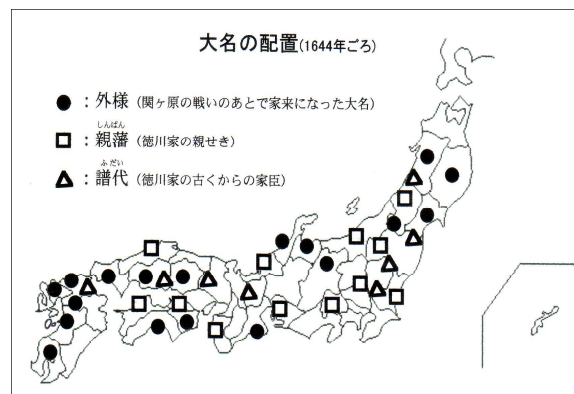 大名の配置(1644年ごろ)
●：外様（関ヶ原の戦いのあとで家来になった大名）
しんぱん
□：親藩（徳川家の親せき）
ふだい
△：譜代（徳川家の古くからの家臣）